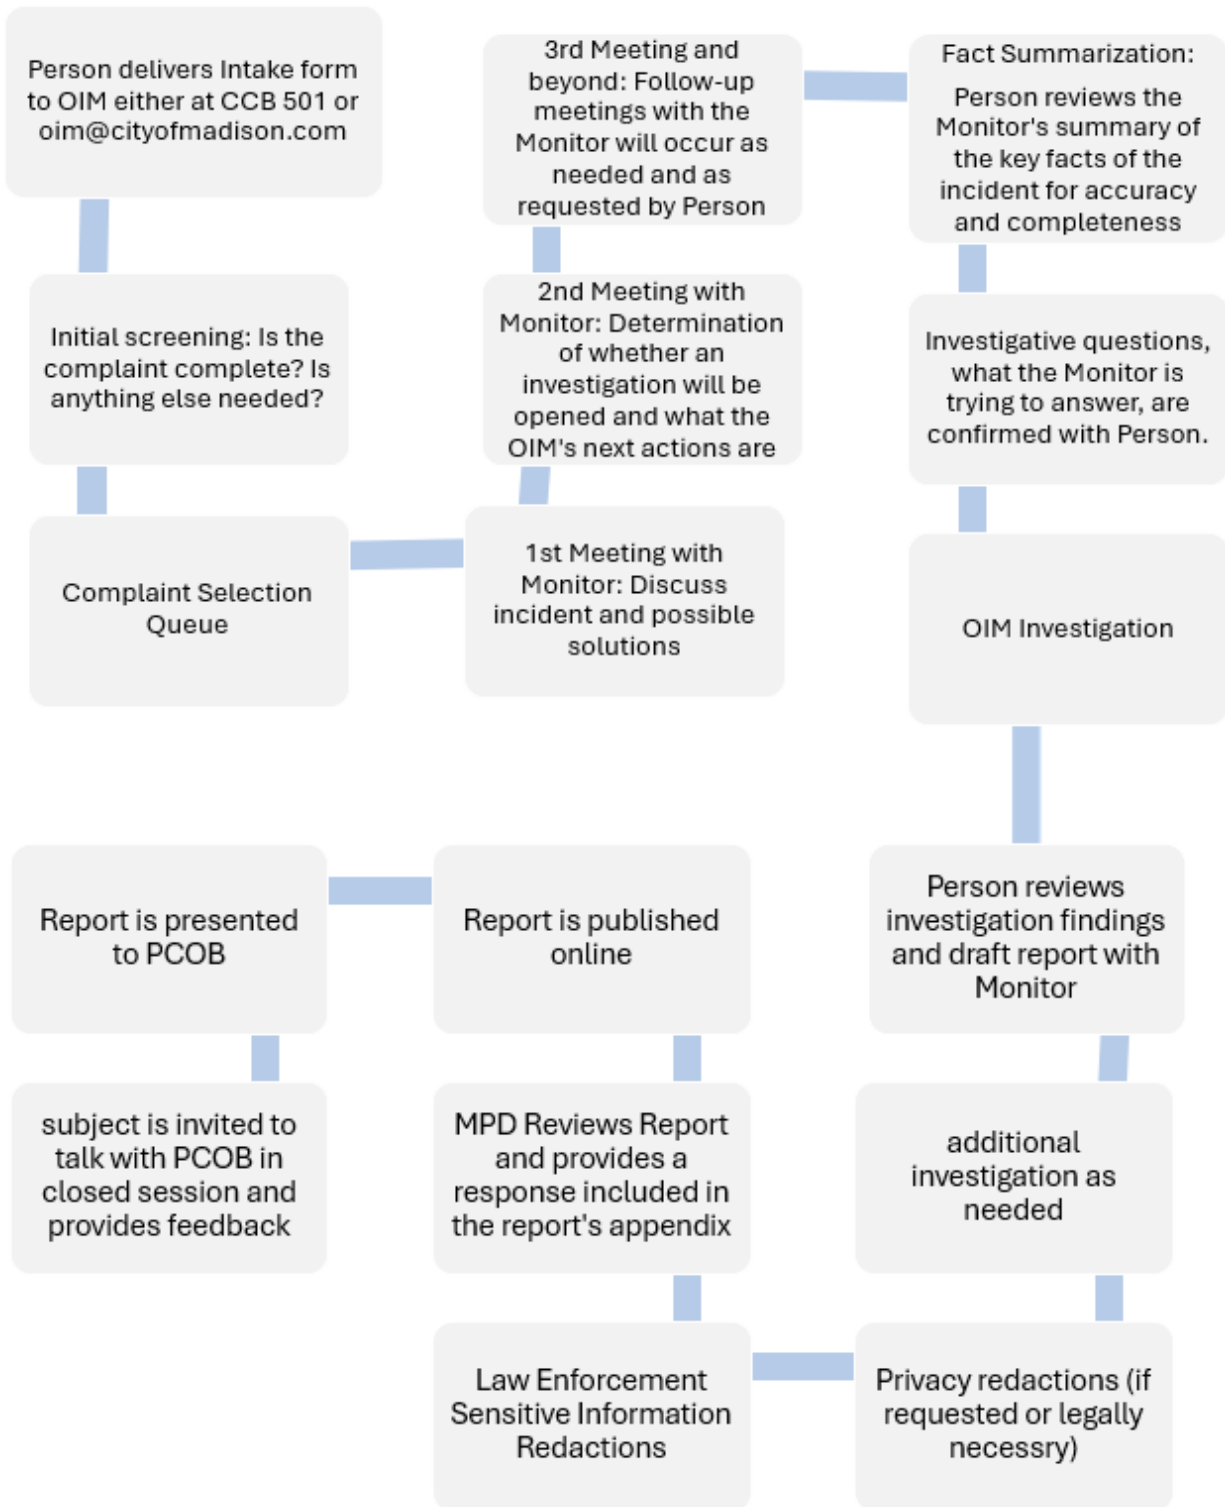 Person delivers Intake form
to OIM either at CCB 501 or
oim@cityofmadison.com
Initial screening: Is the
complaint complete? Is
anything else needed?
Complaint Selection
Queue
1st Meeting with
Monitor: Discuss
incident and possible
solutions
2nd Meeting with
Monitor: Determination
of whether an
investigation will be
opened and what the
OIM's next actions are
3rd Meeting and
beyond: Follow-up
meetings with the
Monitor will occur as
needed and as
requested by Person
Fact Summarization:
Person reviews the
Monitor's summary of
the key facts of the
incident for accuracy
and completeness
Investigative questions,
what the Monitor is
trying to answer, are
confirmed with Person.
OIM Investigation
Person reviews
investigation findings
and draft report with
Monitor
additional
investigation as
needed
Privacy redactions (if
requested or legally
necessry)
Law Enforcement
Sensitive Information
Redactions
MPD Reviews Report
and provides a
response included in
the report's appendix
Report is published
online
Report is presented
to PCOB
subject is invited to
talk with PCOB in
closed session and
provides feedback